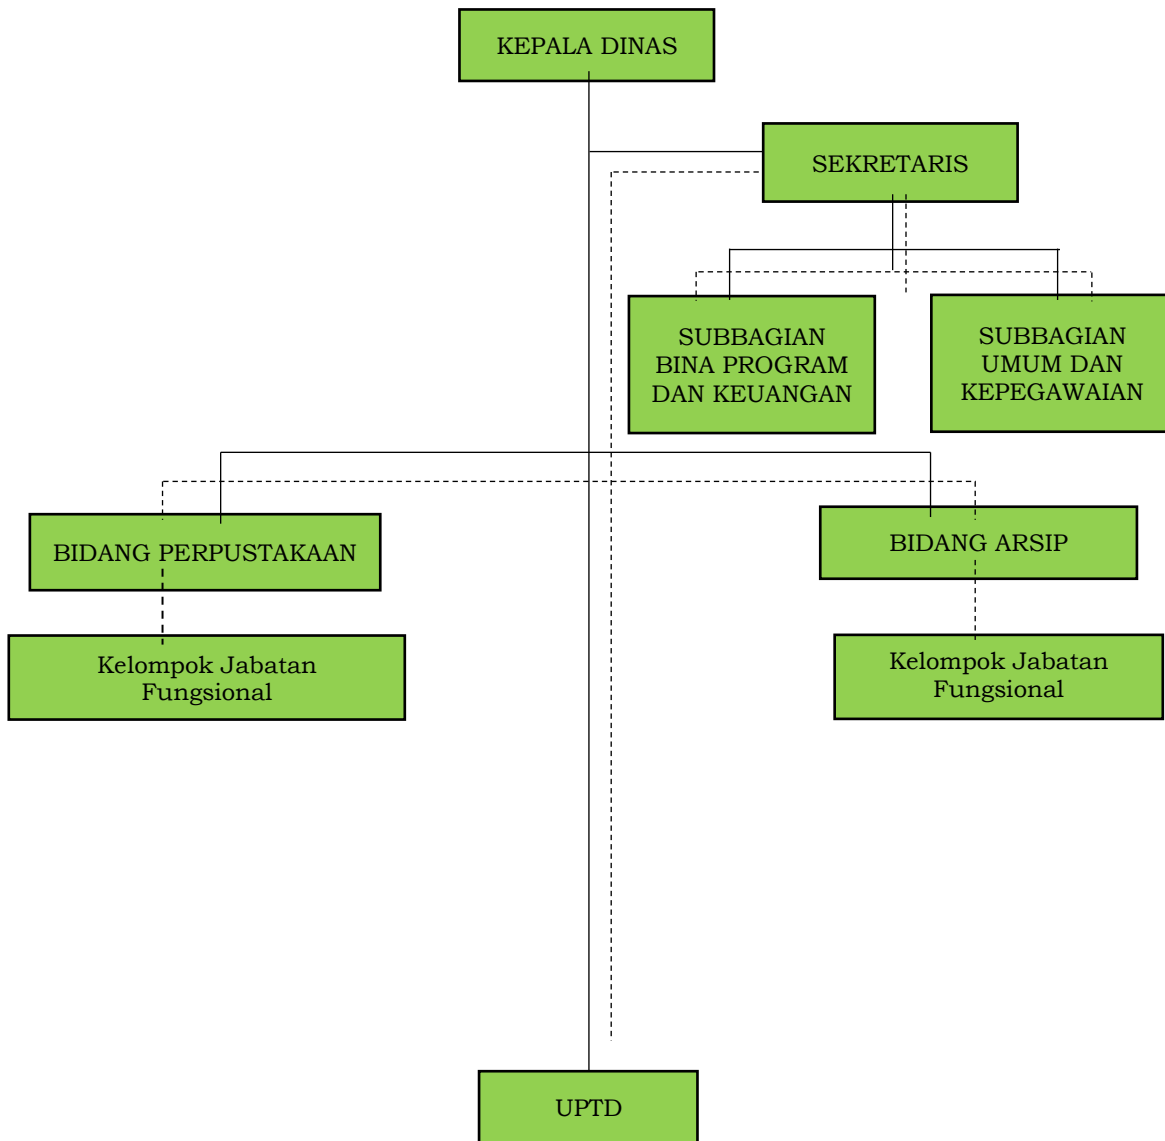 KEPALA DINAS
SEKRETARIS
SUBBAGIAN
BINA PROGRAM
DAN KEUANGAN
SUBBAGIAN
UMUM DAN
KEPEGAWAIAN
BIDANG PERPUSTAKAAN
BIDANG ARSIP
Kelompok Jabatan
Fungsional
Kelompok Jabatan
Fungsional
UPTD